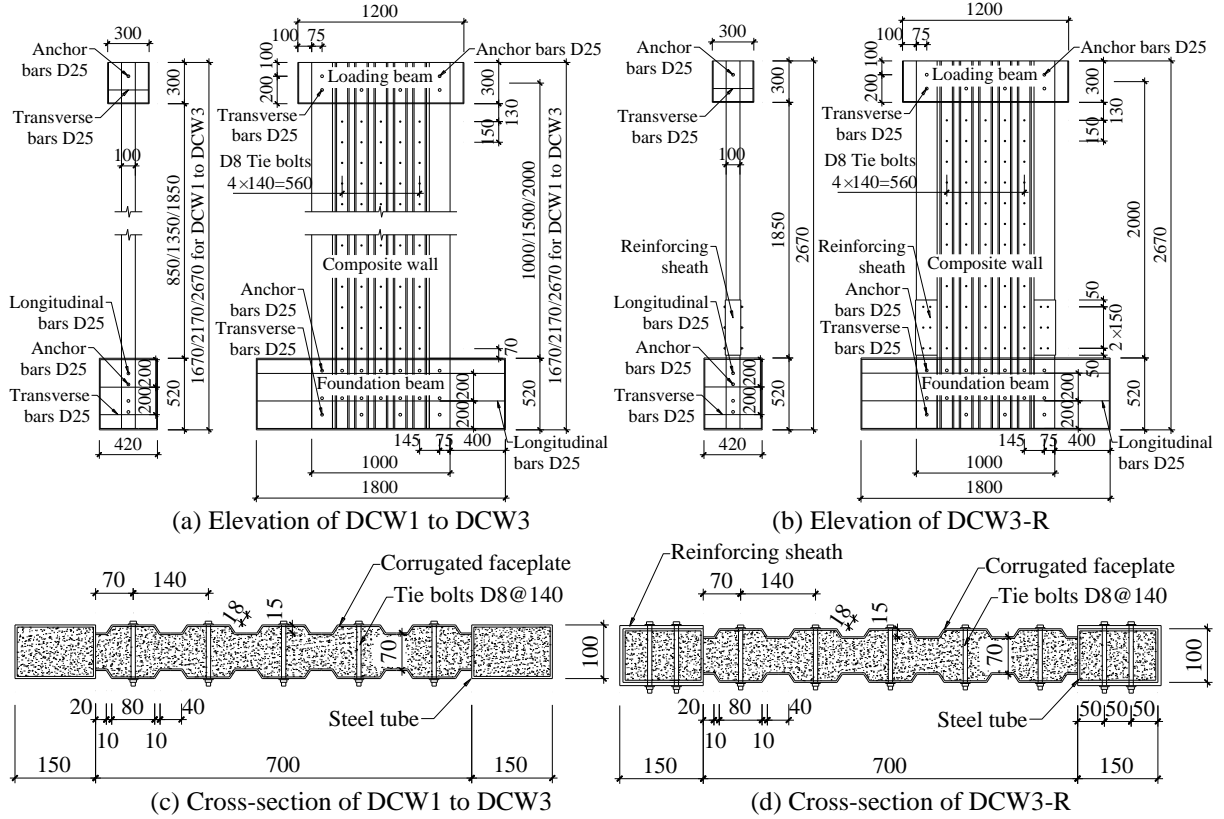 1200
300
100
75
Anchor
bars D25
Anchor bars D25
Loading beam
100
200
300
130
150
Transverse
bars D25
Transverse
bars D25
100
D8 Tie bolts
4×140=560
850/1350/1850
1670/2170/2670 for DCW1 to DCW3
1000/1500/2000
1670/2170/2670 for DCW1 to DCW3
Composite wall
Longitudinal
bars D25
Anchor
bars D25
Transverse
bars D25
Anchor
bars D25
Transverse
bars D25
70
200
200
520
Foundation beam
200
200
520
420
145
75
400
Longitudinal
bars D25
1000
1800
(a) Elevation of DCW1 to DCW3
1200
300
100
75
Anchor
bars D25
Anchor bars D25
Loading beam
100
200
300
130
150
Transverse
bars D25
Transverse
bars D25
100
D8 Tie bolts
4×140=560
1850
2670
2000
2670
Reinforcing
sheath
Reinforcing
sheath
Composite wall
Longitudinal
bars D25
Anchor
bars D25
Anchor
bars D25
Transverse
bars D25
Transverse
bars D25
50
2×150
50
200
200
520
Foundation beam
200
200
520
420
145
75
400
Longitudinal
bars D25
1000
1800
(b) Elevation of DCW3-R
Corrugated faceplate
Tie bolts D8@140
70
140
18
15
70
100
Steel tube
20
80
40
10
10
150
700
150
(c) Cross-section of DCW1 to DCW3
Reinforcing sheath
Corrugated faceplate
Tie bolts D8@140
70
140
18
15
70
100
Steel tube
20
80
40
10
10
50
50
50
150
700
150
(d) Cross-section of DCW3-R